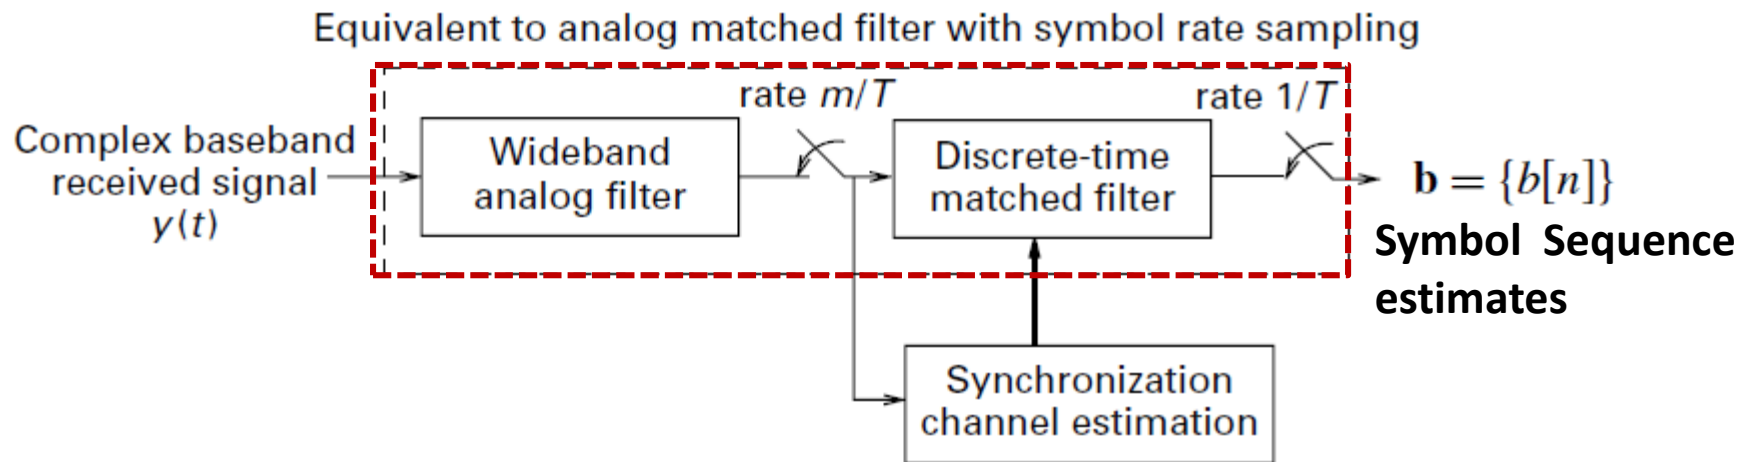 Equivalent to analog matched filter with symbol rate sampling
rate m/T
rate 1/T
Complex baseband
received signal
y(t)
Wideband
analog filter
Discrete-time
matched filter
b = {b[n]}
Symbol Sequence
estimates
Synchronization
channel estimation